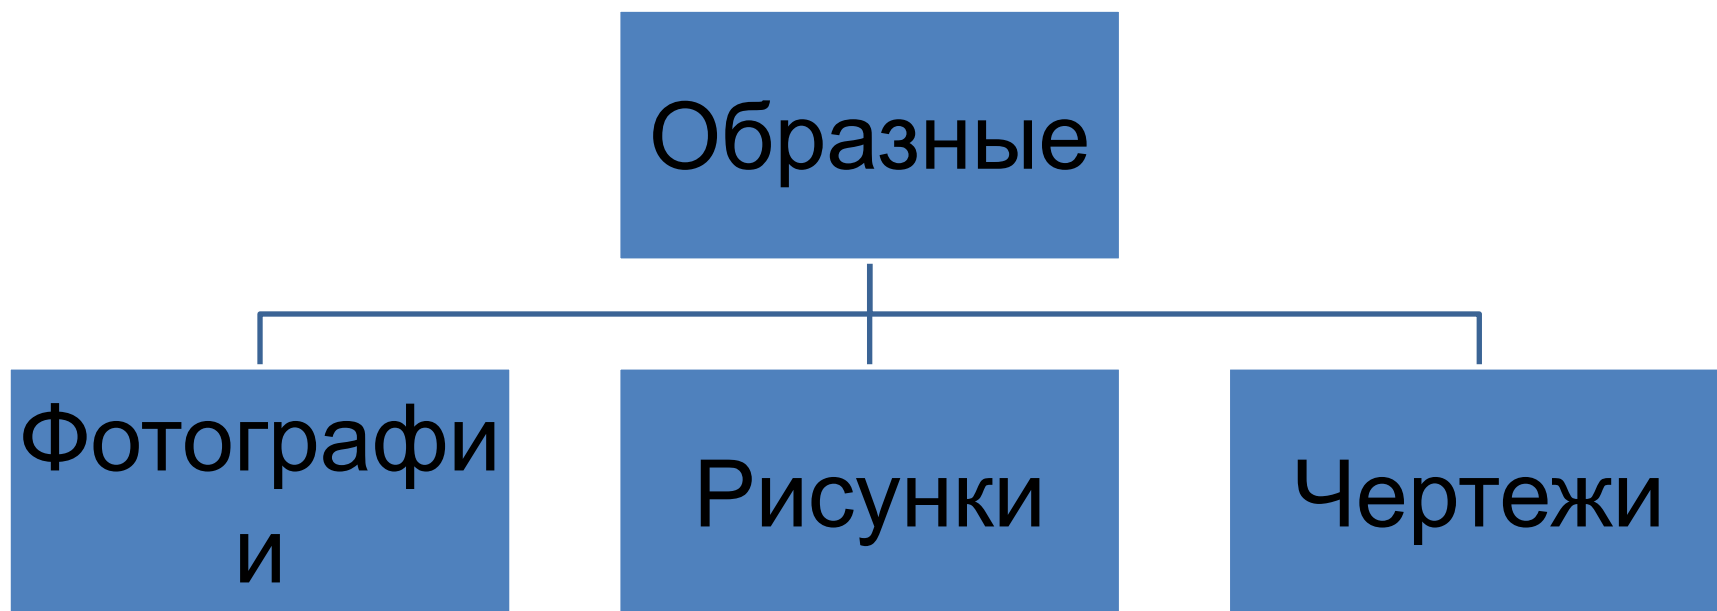 Образные
Фотографи
и
Рисунки
Чертежи